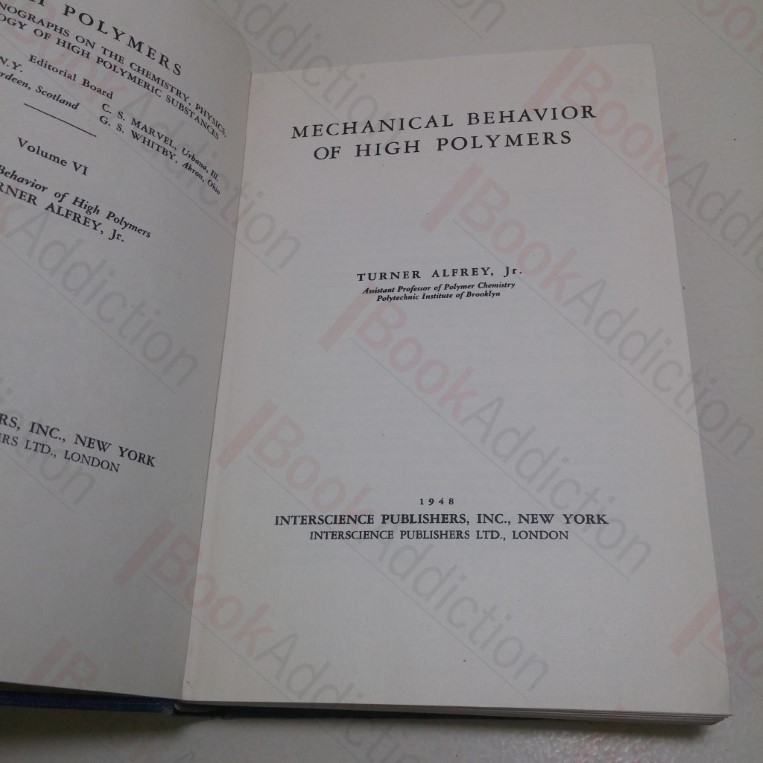 H POLYMERS
NOGRAPHS ON THE CHEMISTRY, PHYSICS,
OGY OF HIGH POLYMERIC SUBSTANCES
Editorial Board
N.Y.
C. S. MARVEL, Urbana, Ill.
rdeen, Scotland
G. S. WHITBY, Akron, Ohio
Volume VI
Behavior of High Polymers
RNER ALFREY, Jr.
RS, INC., NEW YORK
ERS LTD., LONDON
MECHANICAL BEHAVIOR
OF HIGH POLYMERS
TURNER ALFREY, Jr.
Assistant Professor of Polymer Chemistry
Polytechnic Institute of Brooklyn
1948
INTERSCIENCE PUBLISHERS, INC., NEW YORK
INTERSCIENCE PUBLISHERS LTD., LONDON
BookAddiction